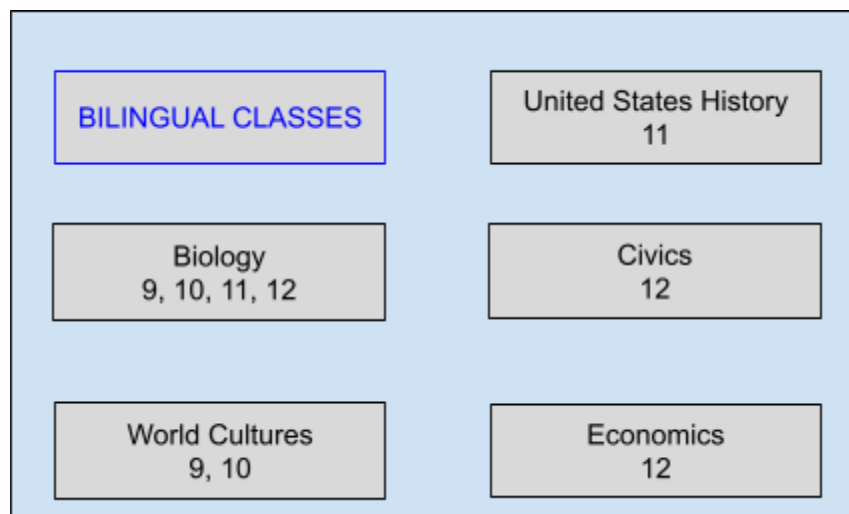 BILINGUAL CLASSES
United States History
11
Biology
9, 10, 11, 12
Civics
12
World Cultures
9, 10
Economics
12